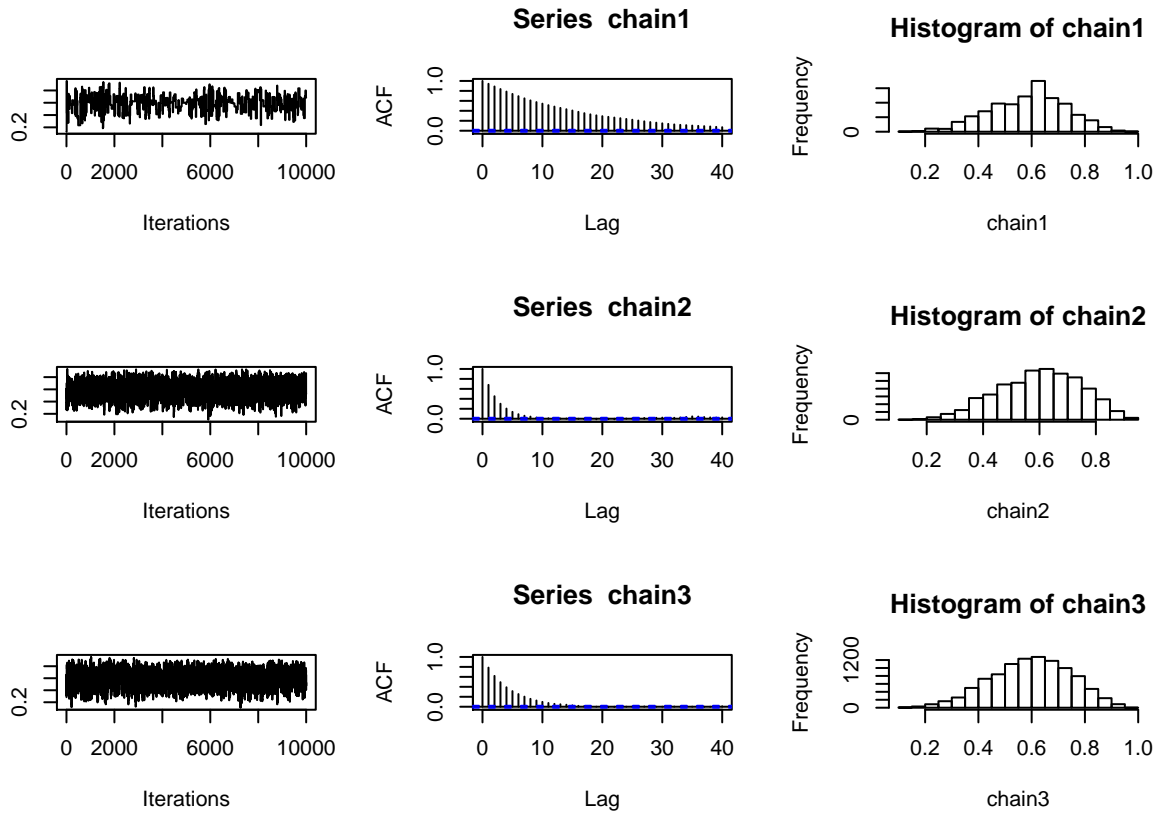 Series  chain1
Histogram of chain1
0.2
0 2000 6000 10000
Iterations
ACF
0.0 1.0
0 10 20 30 40
Lag
Frequency
0
0.2 0.4 0.6 0.8 1.0
chain1
Series  chain2
Histogram of chain2
0.2
0 2000 6000 10000
Iterations
ACF
0.0 1.0
0 10 20 30 40
Lag
Frequency
0
0.2 0.4 0.6 0.8
chain2
Series  chain3
Histogram of chain3
0.2
0 2000 6000 10000
Iterations
ACF
0.0 1.0
0 10 20 30 40
Lag
Frequency
0 1200
0.2 0.4 0.6 0.8 1.0
chain3